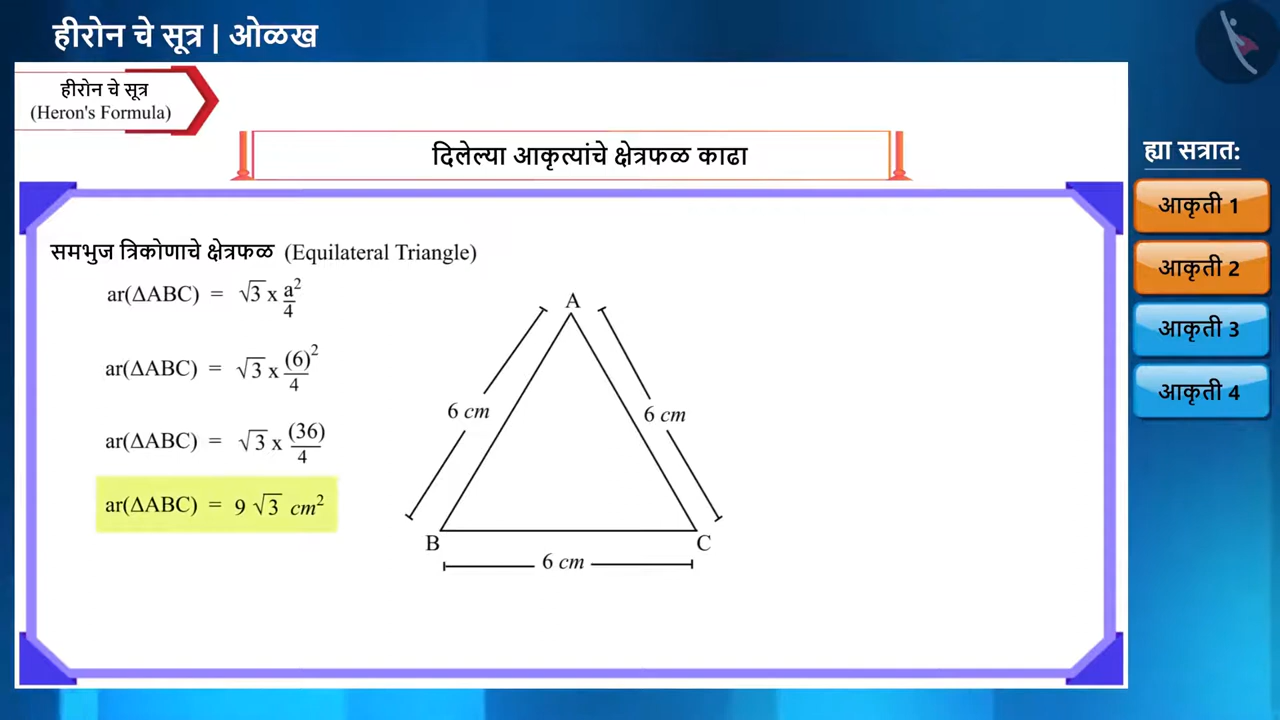 हीरोन चे सूत्र | ओळख
हीरोन चे सूत्र
(Heron's Formula)
दिलेल्या आकृत्यांचे क्षेत्रफळ काढा
ह्या सत्रात:
आकृती 1
आकृती 2
आकृती 3
आकृती 4
समभुज त्रिकोणाचे क्षेत्रफळ (Equilateral Triangle)
ar(ΔABC) = √3 x a²/4
ar(ΔABC) = √3 x (6)²/4
ar(ΔABC) = √3 x (36)/4
ar(ΔABC) = 9 √3 cm²
A
6 cm
6 cm
B
C
6 cm